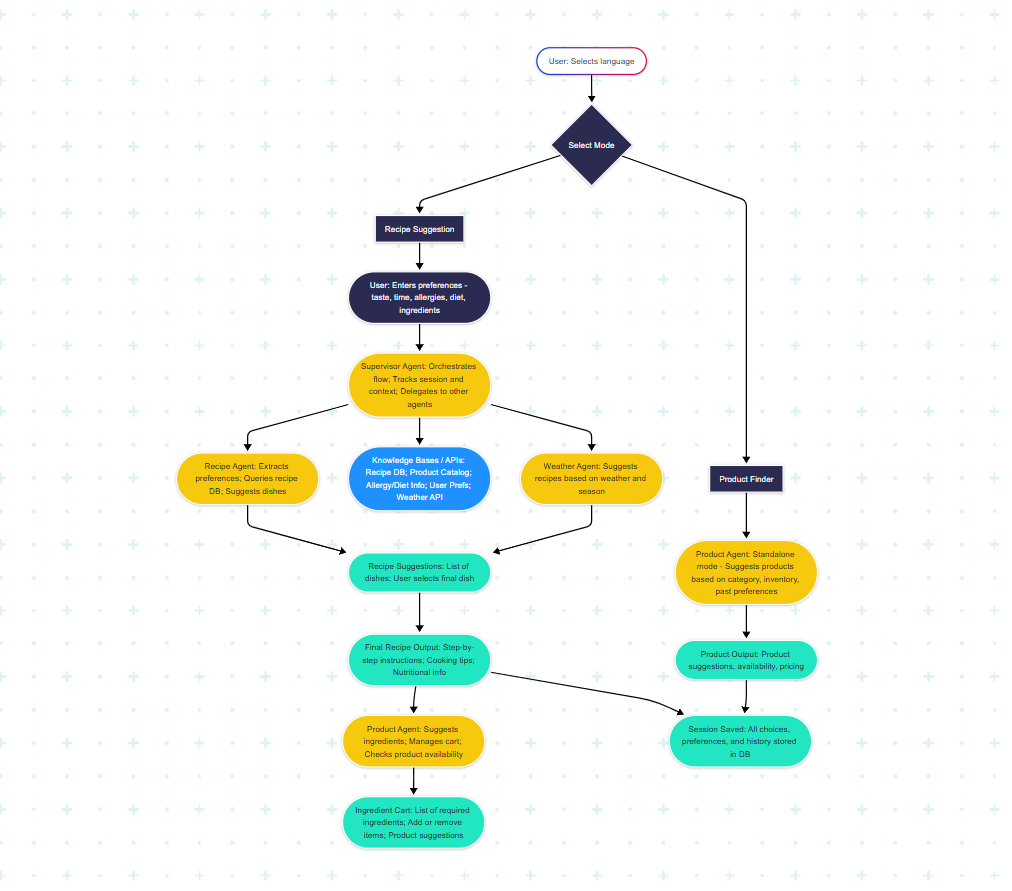 User: Selects language
Select Mode
Recipe Suggestion
User: Enters preferences -
taste, time, allergies, diet,
ingredients
Supervisor Agent: Orchestrates
flow; Tracks session and
context; Delegates to other
agents
Recipe Agent: Extracts
preferences; Queries recipe
DB; Suggests dishes
Knowledge Bases / APIs:
Recipe DB; Product Catalog;
Allergy/Diet Info; User Prefs;
Weather API
Weather Agent: Suggests
recipes based on weather and
season
Product Finder
Recipe Suggestions: List of
dishes; User selects final dish
Product Agent: Standalone
mode - Suggests products
based on category, inventory,
past preferences
Final Recipe Output: Step-by-
step instructions; Cooking tips;
Nutritional info
Product Output: Product
suggestions, availability, pricing
Product Agent: Suggests
ingredients; Manages cart;
Checks product availability
Session Saved: All choices,
preferences, and history stored
in DB
Ingredient Cart: List of required
ingredients; Add or remove
items; Product suggestions